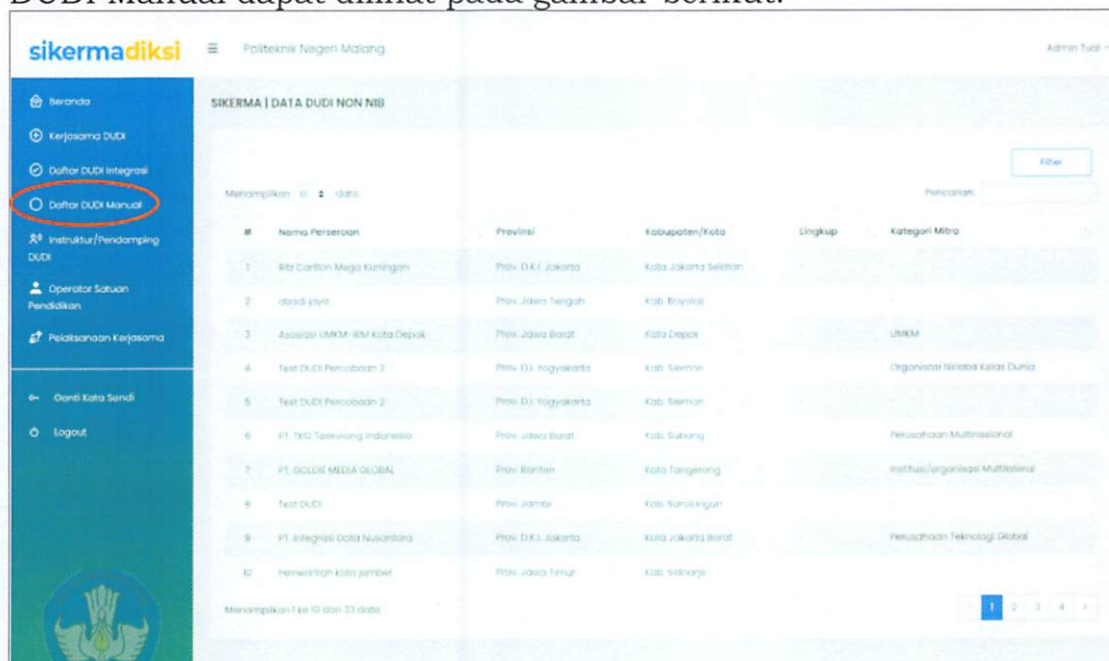 DUDI Manual dapat dilihat pada gambar berikut:
sikermadiksi
Politeknik Negeri Malang
Admin Tual
Beranda
Kerjasama DUDI
Daftar DUDI Integrasi
Daftar DUDI Manual
Instruktur/Pendamping
DUDI
Operator Satuan
Pendidikan
Pelaksanaan Kerjasama
Ganti Kata Sandi
Logout
SIKERMA | DATA DUDI NON NIB
Filter
Menampilkan 10 data
Pencarian:
# Nama Perseroan Provinsi Kabupaten/Kota Lingkup Kategori Mitra
1 Ritz Carlton Mega Kuningan Prov. D.K.I. Jakarta Kota Jakarta Selatan
2 abadi jaya Prov. Jawa Tengah Kab. Boyolali
3 Asosiasi UMKM-IKM Kota Depok Prov. Jawa Barat Kota Depok UMKM
4 Test DUDI Percobaan 2 Prov. D.I. Yogyakarta Kab. Sleman Organisasi Nirlaba Kelas Dunia
5 Test DUDI Percobaan 2 Prov. D.I. Yogyakarta Kab. Sleman
6 PT. TKG Taekwang Indonesia Prov. Jawa Barat Kab. Subang Perusahaan Multinasional
7 PT. GOLDIE MEDIA GLOBAL Prov. Banten Kota Tangerang Institusi/organisasi Multilateral
8 Test DUDI Prov. Jambi Kab. Sarolangun -
9 PT. Integrasi Data Nusantara Prov. D.K.I. Jakarta Kota Jakarta Barat Perusahaan Teknologi Global
10 Pemerintah kota jember Prov. Jawa Timur Kab. Sidoarjo
Menampilkan 1 ke 10 dari 33 data
1 2 3 4